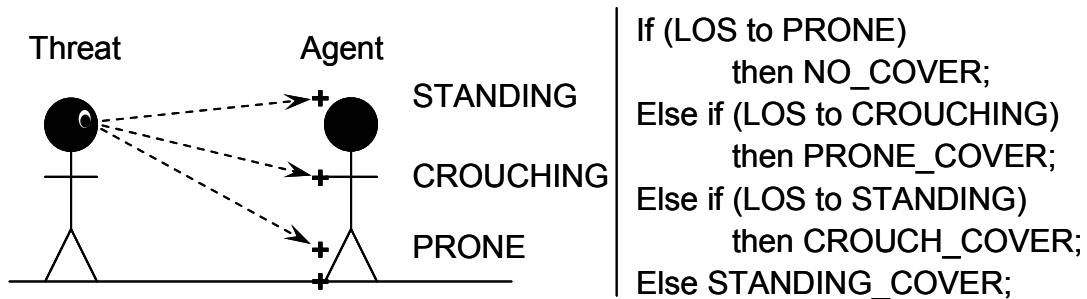 Threat
Agent
STANDING
CROUCHING
PRONE
If (LOS to PRONE)
then NO_COVER;
Else if (LOS to CROUCHING)
then PRONE_COVER;
Else if (LOS to STANDING)
then CROUCH_COVER;
Else STANDING_COVER;